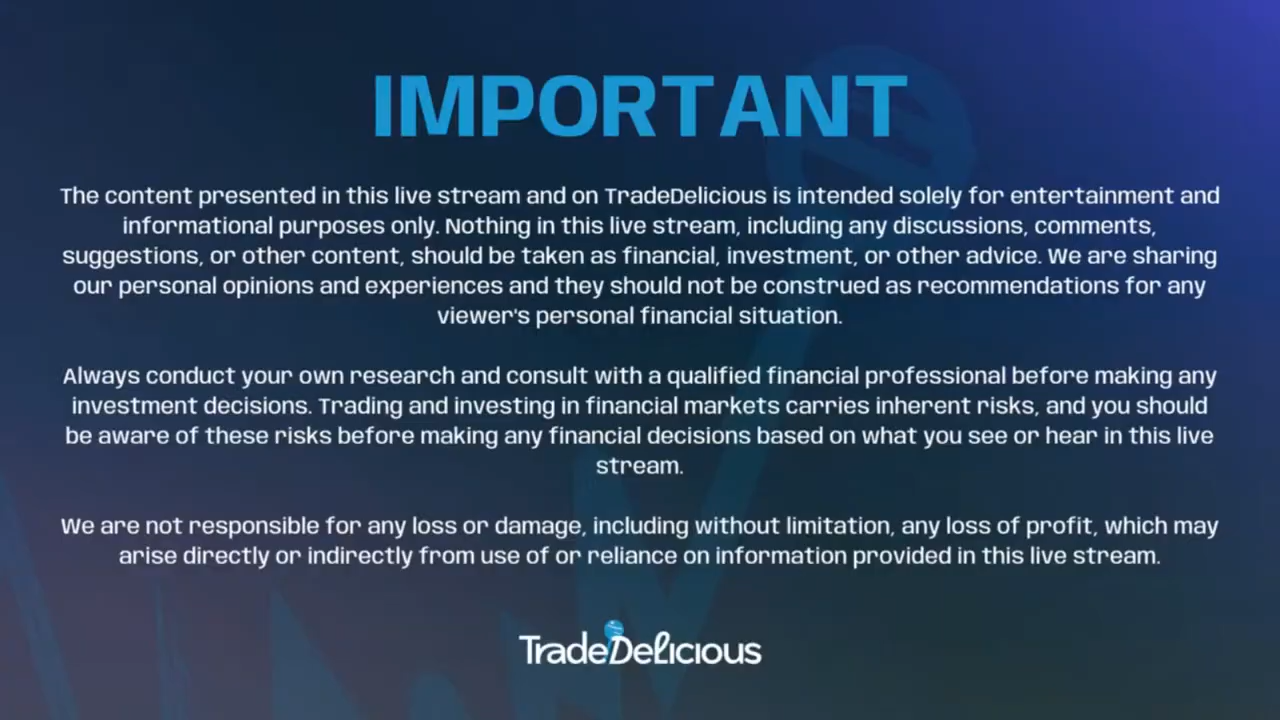 IMPORTANT
The content presented in this live stream and on TradeDelicious is intended solely for entertainment and
informational purposes only. Nothing in this live stream, including any discussions, comments,
suggestions, or other content, should be taken as financial, investment, or other advice. We are sharing
our personal opinions and experiences and they should not be construed as recommendations for any
viewer's personal financial situation.
Always conduct your own research and consult with a qualified financial professional before making any
investment decisions. Trading and investing in financial markets carries inherent risks, and you should
be aware of these risks before making any financial decisions based on what you see or hear in this live
stream.
We are not responsible for any loss or damage, including without limitation, any loss of profit, which may
arise directly or indirectly from use of or reliance on information provided in this live stream.
TradeDelicious